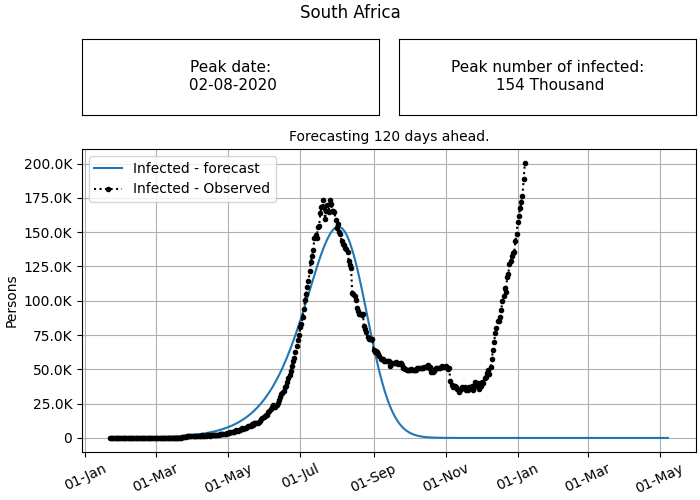 South Africa
Peak date:
02-08-2020
Peak number of infected:
154 Thousand
Forecasting 120 days ahead.
Infected - forecast
Infected - Observed
Persons
200.0K
175.0K
150.0K
125.0K
100.0K
75.0K
50.0K
25.0K
0
01-Jan
01-Mar
01-May
01-Jul
01-Sep
01-Nov
01-Jan
01-Mar
01-May